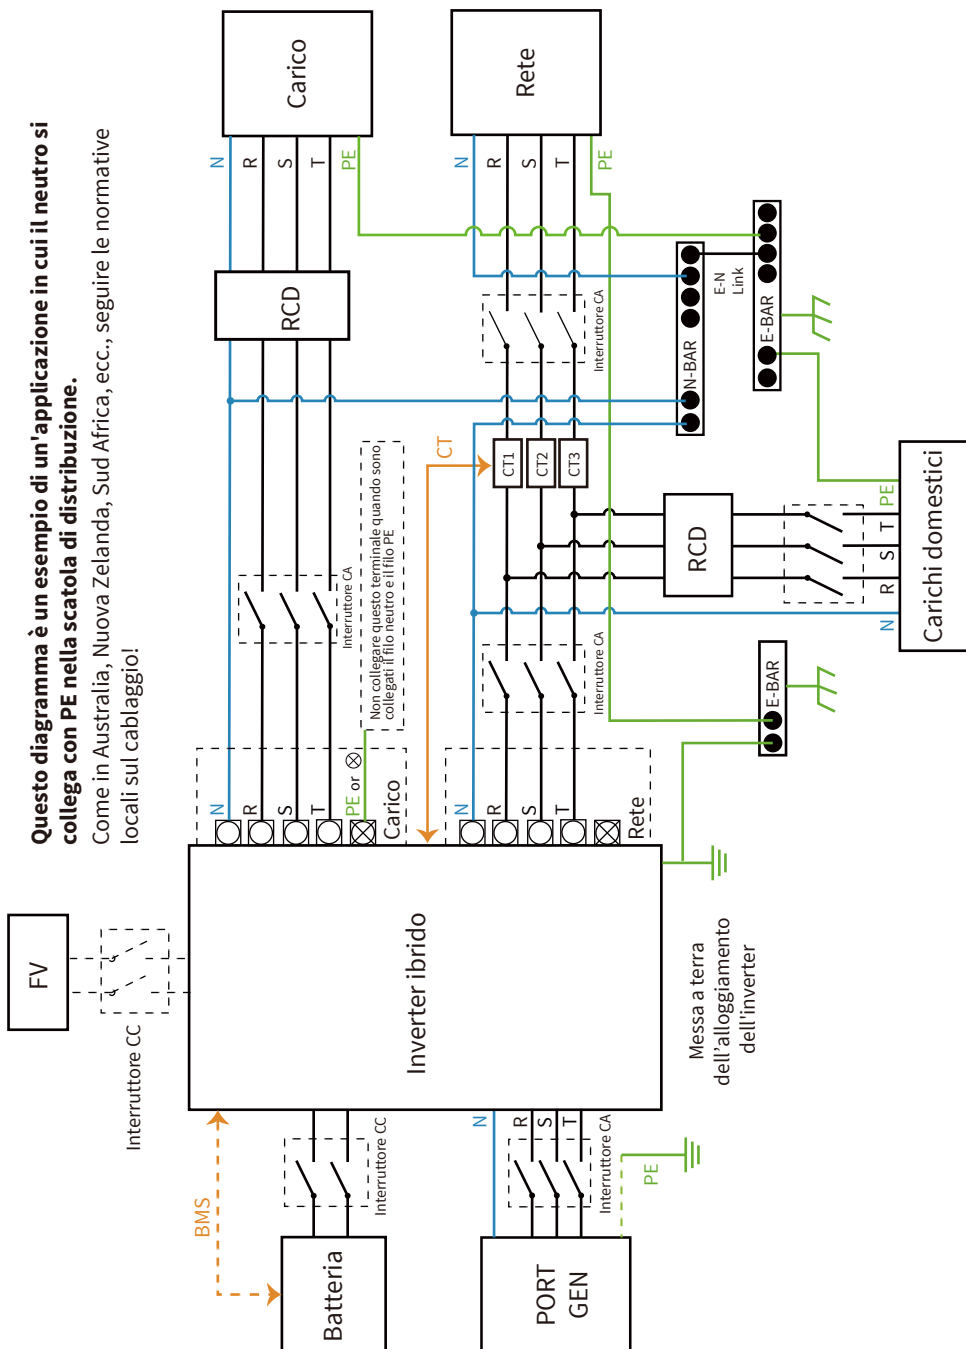 Questo diagramma è un esempio di un'applicazione in cui il neutro si
collega con PE nella scatola di distribuzione.
Come in Australia, Nuova Zelanda, Sud Africa, ecc., seguire le normative
locali sul cablaggio!
FV
Interruttore CC
BMS
Batteria
Interruttore CC
Inverter ibrido
N
R
S
T
PE or
Carico
Interruttore CA
Non collegare questo terminale quando sono
collegati il filo neutro e il filo PE
RCD
N
R
S
T
PE
Carico
CT
N
R
S
T
Rete
Interruttore CA
CT1
CT2
CT3
Interruttore CA
N
R
S
T
PE
Rete
N-BAR
E-N
Link
E-BAR
RCD
N
R
S
T
PE
Carichi domestici
E-BAR
Messa a terra
dell'alloggiamento
dell'inverter
N
R
S
T
Interruttore CA
PE
PORT
GEN